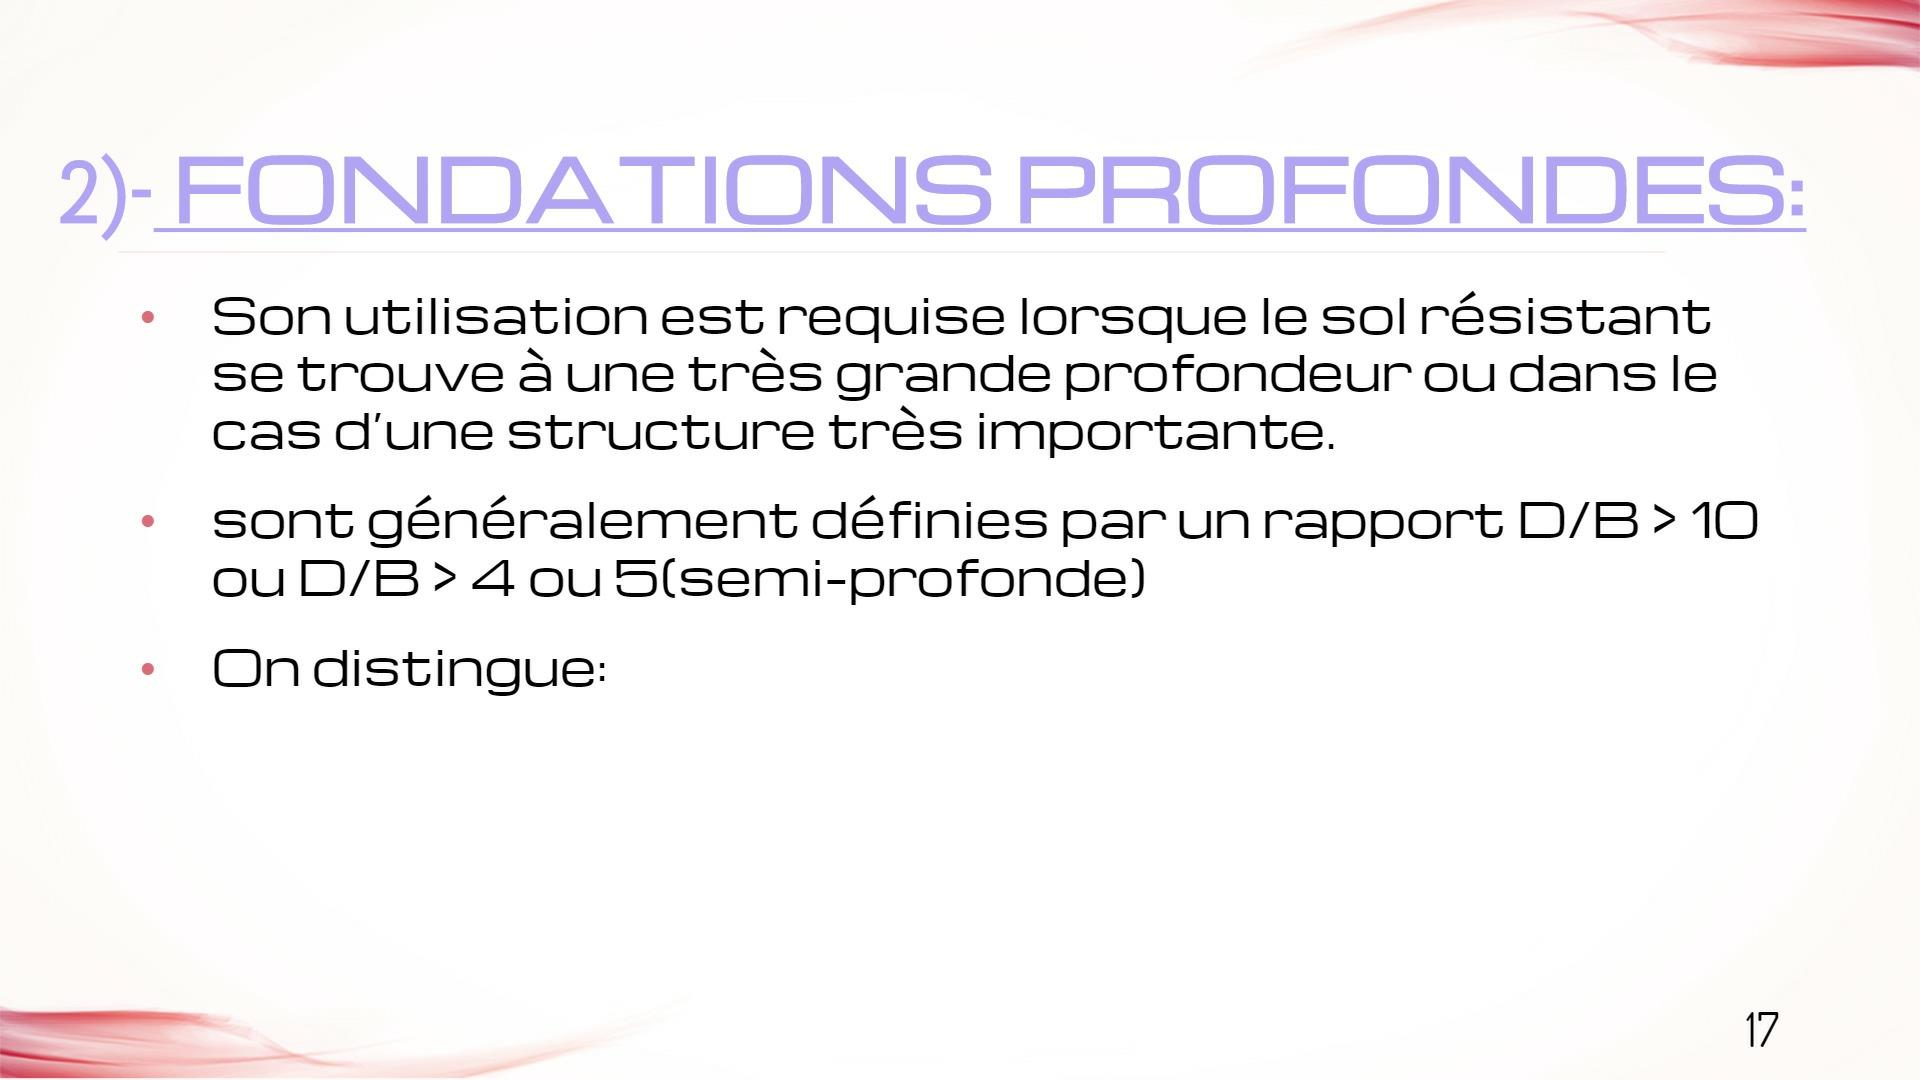 2)- FONDATIONS PROFONDES:
• Son utilisation est requise lorsque le sol résistant
se trouve à une très grande profondeur ou dans le
cas d’une structure très importante.
• sont généralement définies par un rapport D/B > 10
ou D/B > 4 ou 5(semi-profonde)
• On distingue:
17